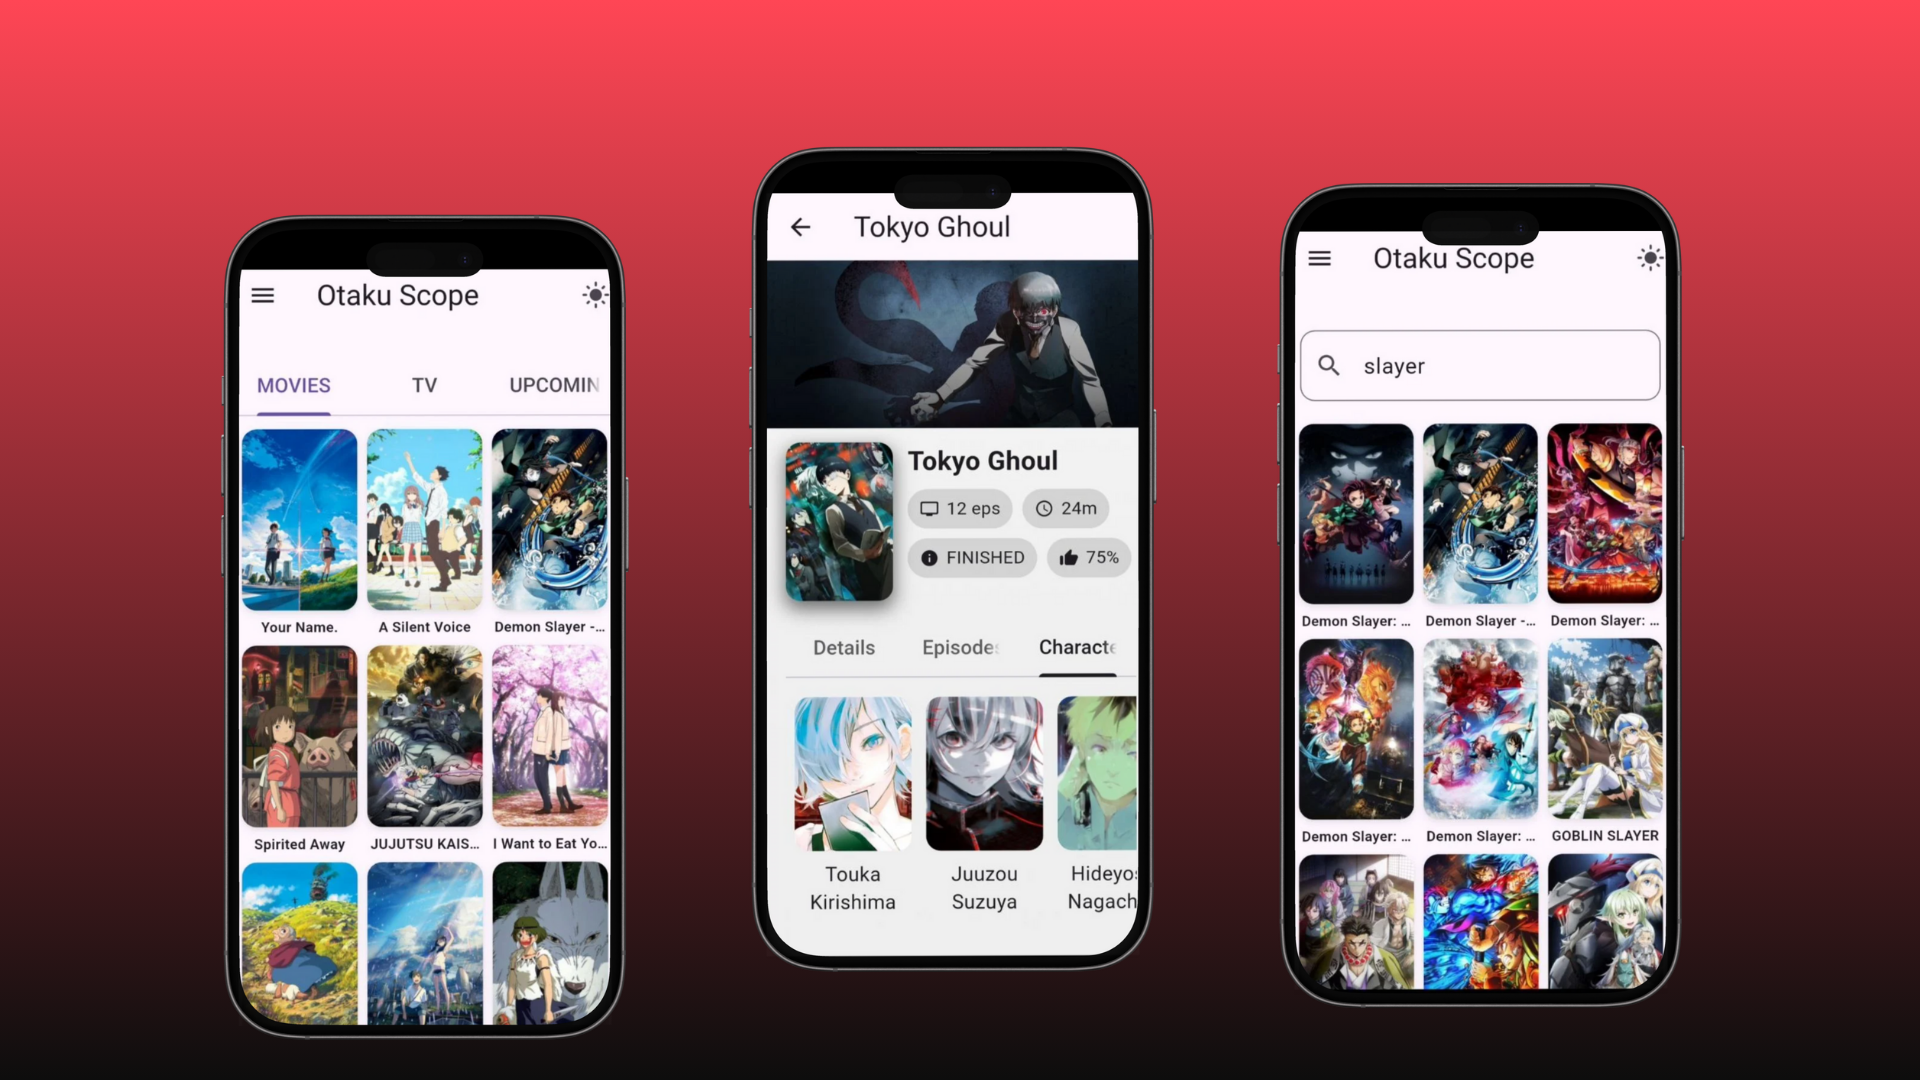 Otaku Scope
MOVIES TV UPCOMIN
Your Name. A Silent Voice Demon Slayer -...
Spirited Away JUJUTSU KAIS... I Want to Eat Yo...
Tokyo Ghoul
Tokyo Ghoul
12 eps 24m
FINISHED 75%
Details Episodes Characte
Touka Juuzou Hideyo
Kirishima Suzuya Nagach
Otaku Scope
slayer
Demon Slayer: ... Demon Slayer -... Demon Slayer: ...
Demon Slayer: ... Demon Slayer: ... GOBLIN SLAYER